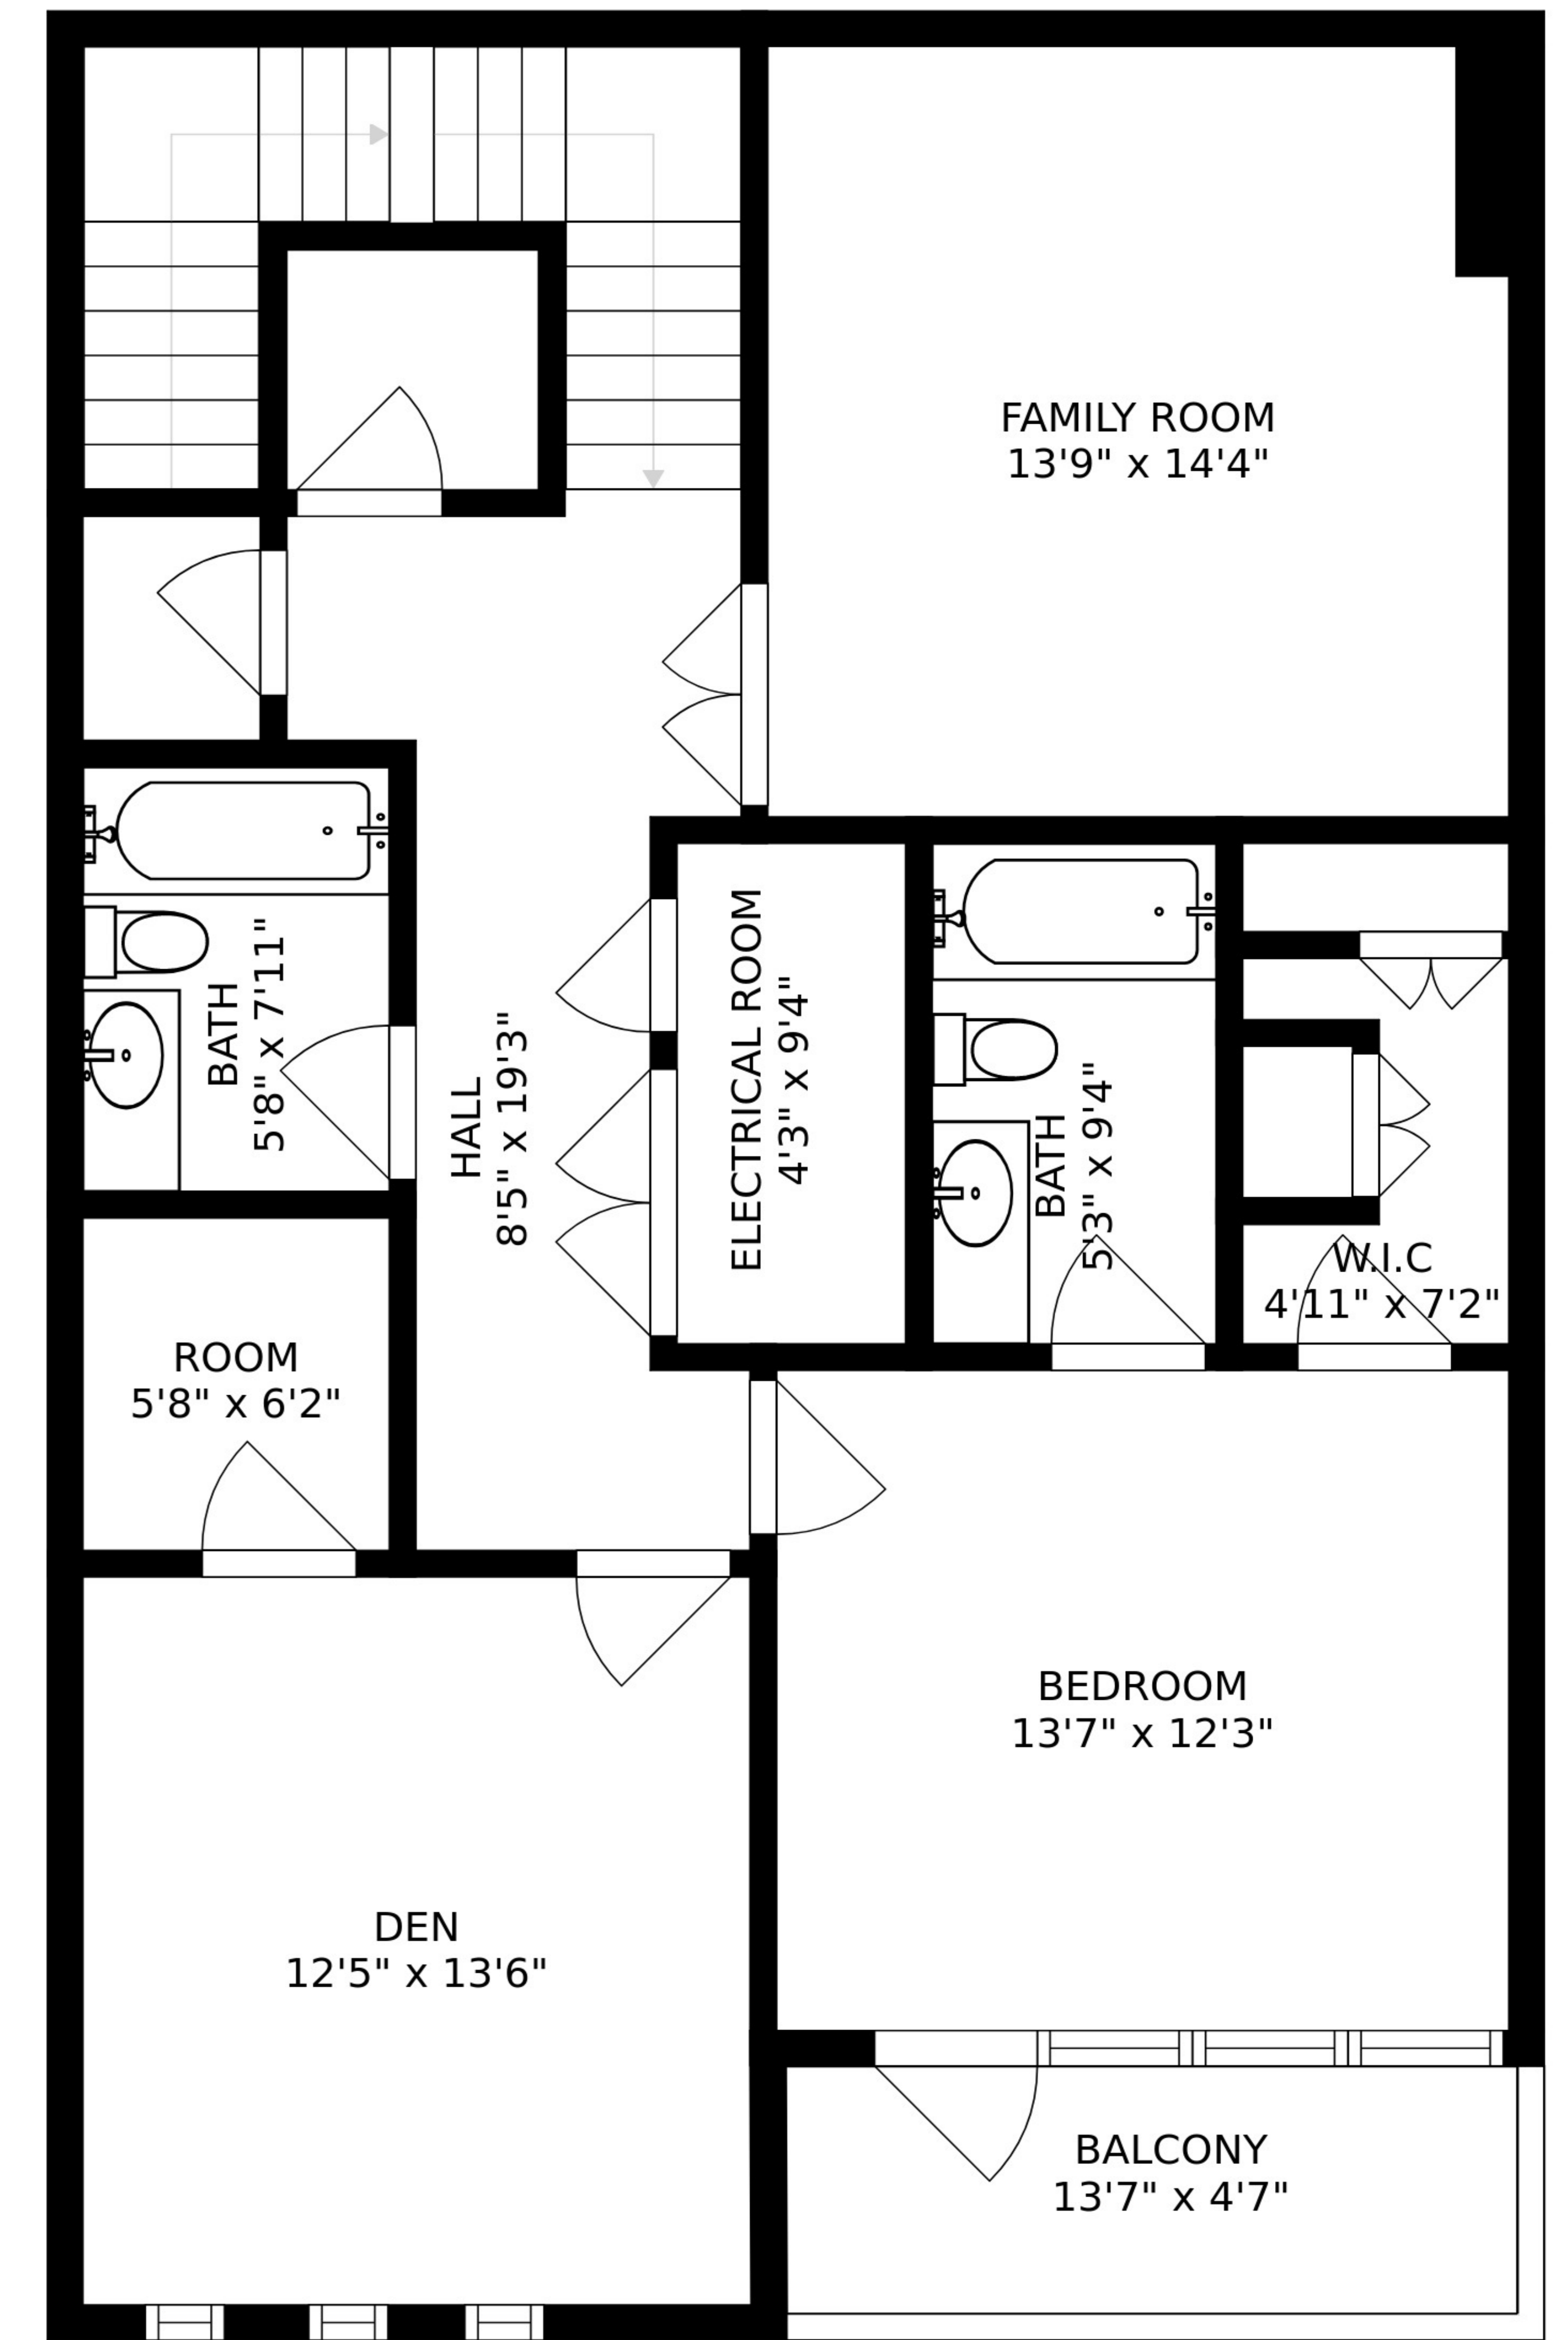 FAMILY ROOM
13'9" x 14'4"
BATH
5'8" x 7'11"
HALL
8'5" x 19'3"
ELECTRICAL ROOM
4'3" x 9'4"
BATH
5'3" x 9'4"
W.I.C
4'11" x 7'2"
ROOM
5'8" x 6'2"
BEDROOM
13'7" x 12'3"
DEN
12'5" x 13'6"
BALCONY
13'7" x 4'7"